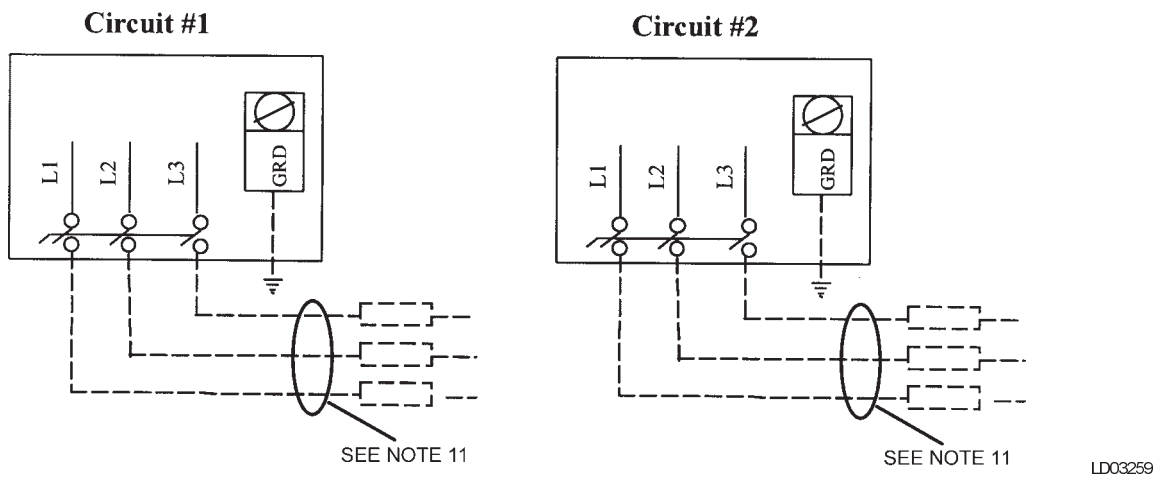 Circuit #1
L1
L2
L3
GRD
SEE NOTE 11
Circuit #2
L1
L2
L3
GRD
SEE NOTE 11
LD03259